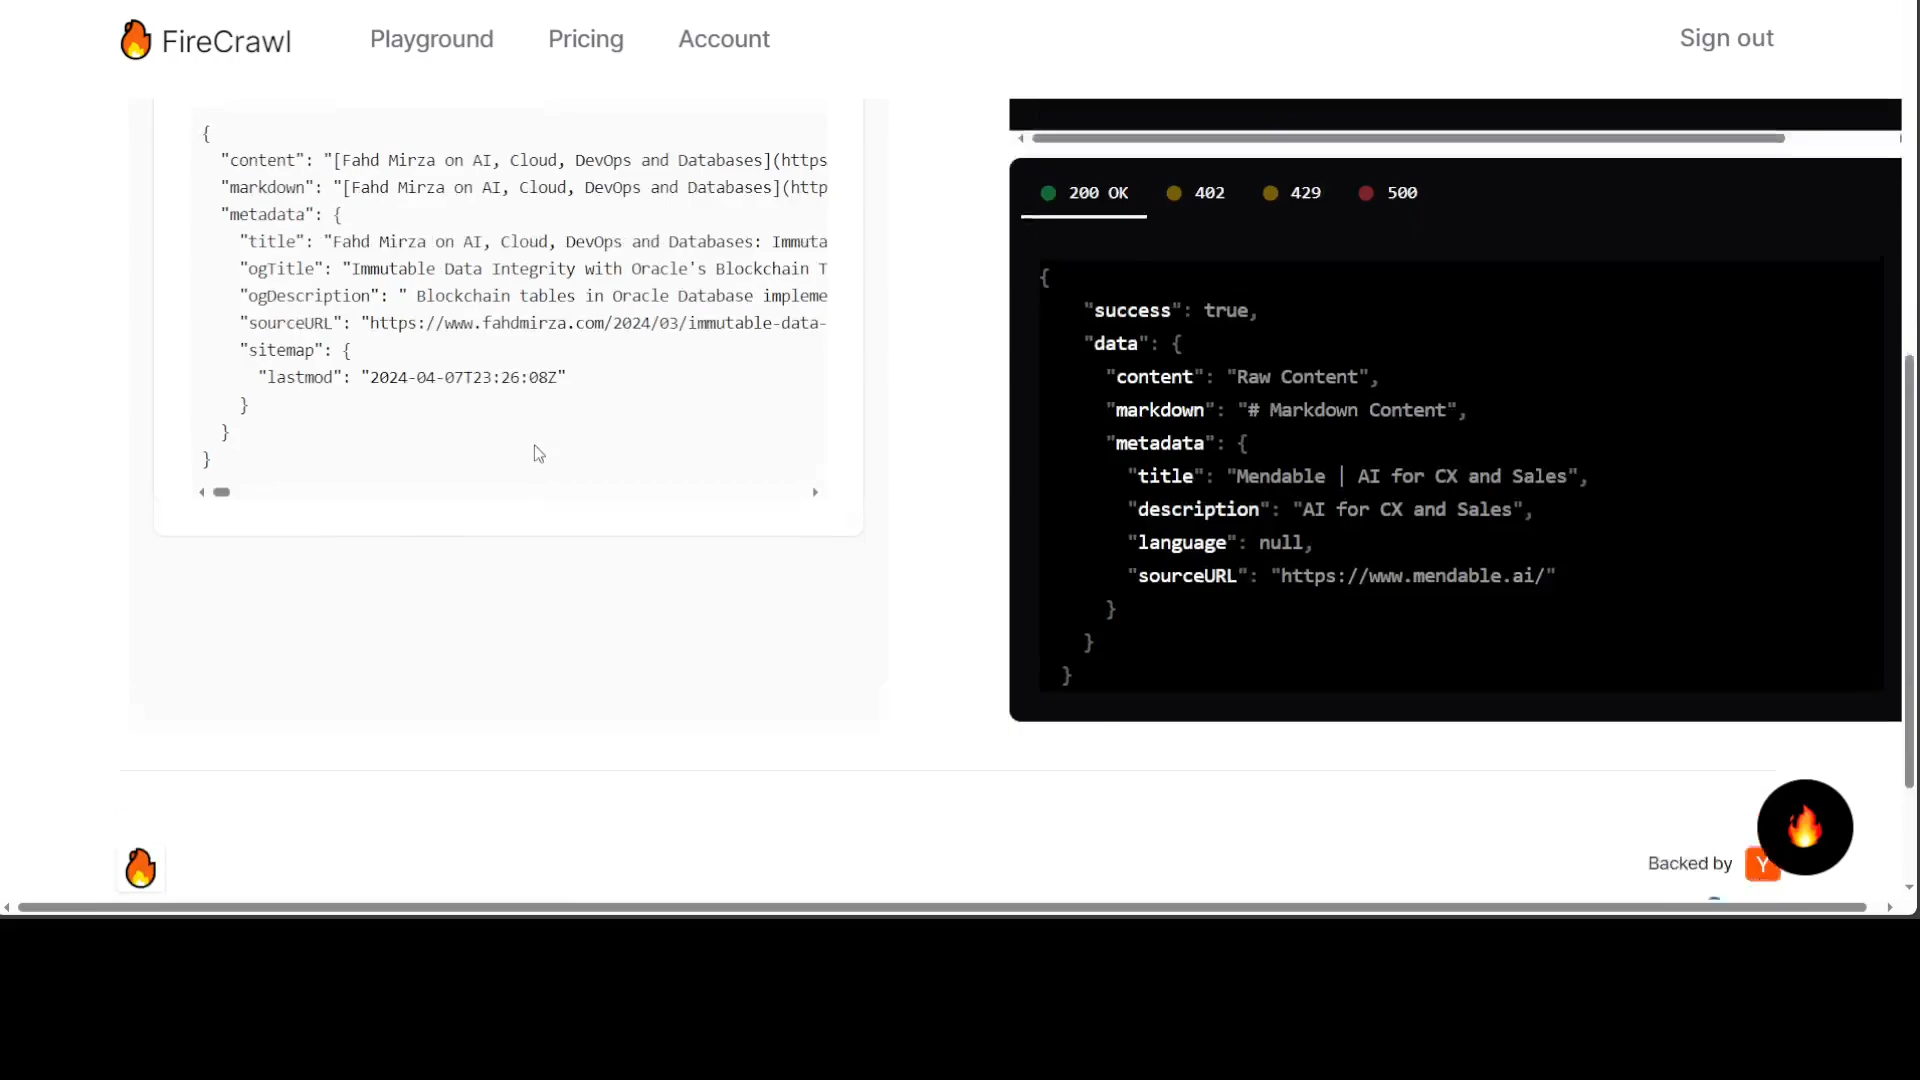 FireCrawl Playground Pricing Account Sign out
{
"content": "[Fahd Mirza on AI, Cloud, DevOps and Databases](https
"markdown": "[Fahd Mirza on AI, Cloud, DevOps and Databases](http
"metadata": {
"title": "Fahd Mirza on AI, Cloud, DevOps and Databases: Immuta
"ogTitle": "Immutable Data Integrity with Oracle's Blockchain T
"ogDescription": " Blockchain tables in Oracle Database impleme
"sourceURL": "https://www.fahdmirza.com/2024/03/immutable-data-
"sitemap": {
"lastmod": "2024-04-07T23:26:08Z"
}
}
}
200 OK 402 429 500
{
"success": true,
"data": {
"content": "Raw Content",
"markdown": "# Markdown Content",
"metadata": {
"title": "Mendable | AI for CX and Sales",
"description": "AI for CX and Sales",
"language": null,
"sourceURL": "https://www.mendable.ai/"
}
}
}
Backed by Y